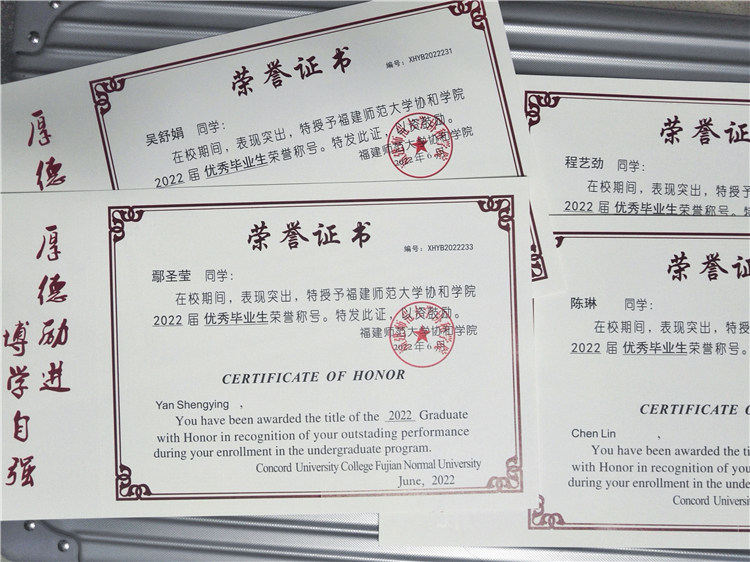 厚德
荣誉证书
编号：XHYB2022231
吴舒娟 同学：
在校期间，表现突出，特授予福建师范大学协和学院
2022 届优秀毕业生荣誉称号。特发此证，以资鼓励。
福建师范大学协和学院
2022年6月
荣誉证
程艺劲 同学：
在校期间，表现突出，特授
2022 届优秀毕业生荣誉称号。特
厚德励进
博学自强
荣誉证书
编号：XHYB2022233
鄢圣莹 同学：
在校期间，表现突出，特授予福建师范大学协和学院
2022 届优秀毕业生荣誉称号。特发此证，以资鼓励。
福建师范大学协和学院
2022年6月
CERTIFICATE OF HONOR
Yan Shengying ,
You have been awarded the title of the 2022 Graduate
with Honor in recognition of your outstading performance
during your enrollment in the undergraduate program.
Concord University College Fujian Normal University
June, 2022
荣誉证
陈琳 同学：
在校期间，表现突出，特授
2022 届优秀毕业生荣誉称号。
CERTIFICATE O
Chen Lin ,
You have been awarded the ti
with Honor in recognition of yo
during your enrollment in the unde
Concord Universi